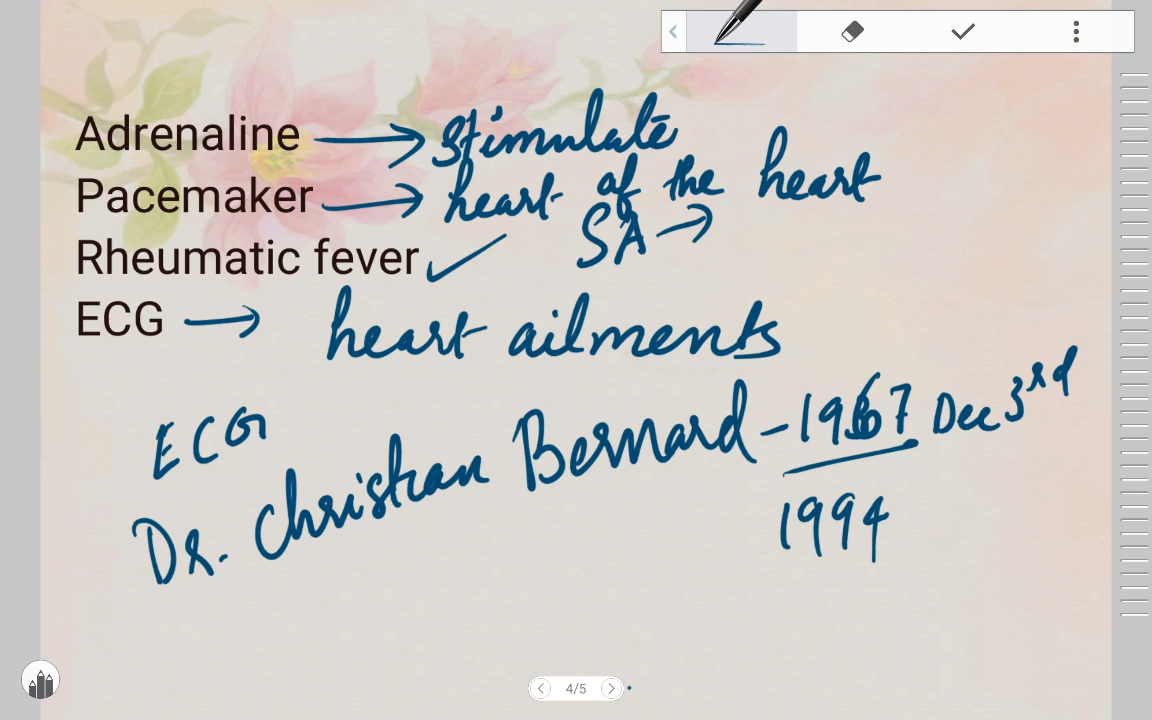 Adrenaline → stimulate
Pacemaker → heart of the heart
Rheumatic fever ✓ SA →
ECG → heart ailments
ECG
Dr. Christian Bernard - 1967 Dec 3rd
1994
4/5